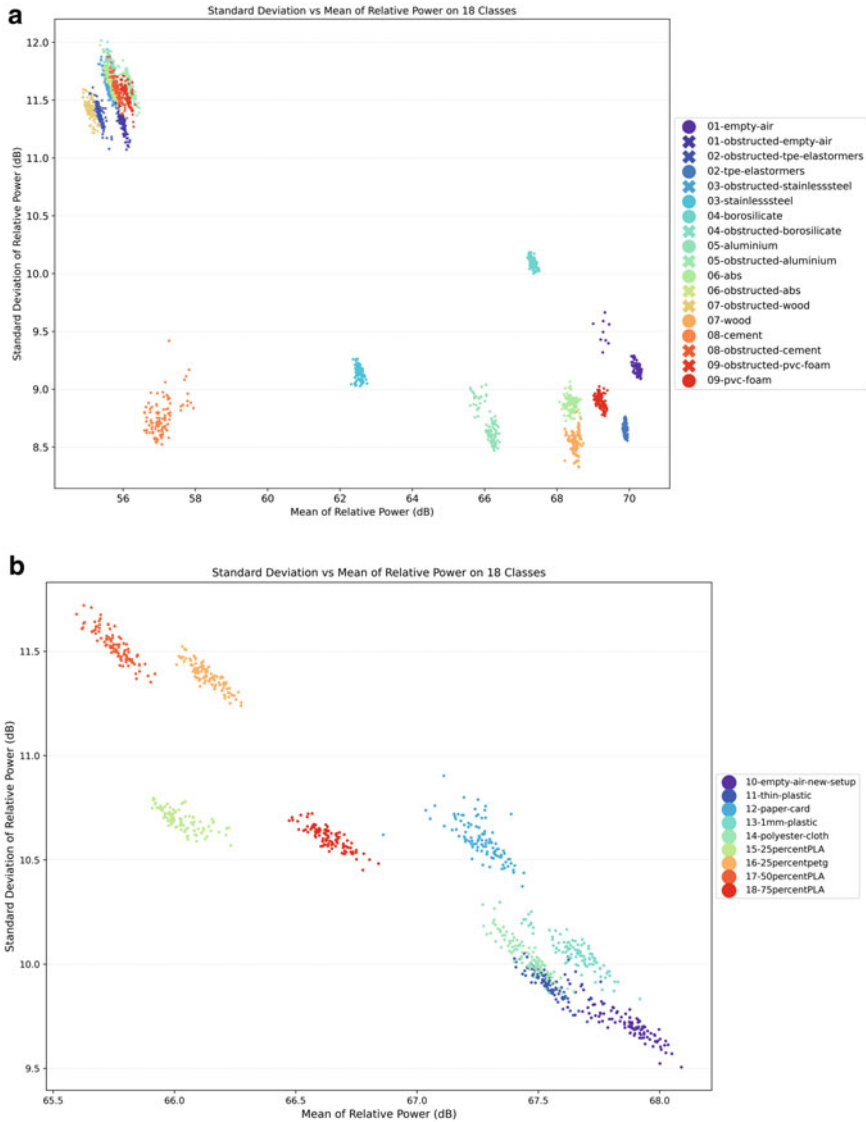 a
Standard Deviation vs Mean of Relative Power on 18 Classes
12.0
11.5
11.0
10.5
10.0
9.5
9.0
8.5
Standard Deviation of Relative Power (dB)
56 58 60 62 64 66 68 70
Mean of Relative Power (dB)
01-empty-air
01-obstructed-empty-air
02-obstructed-tpe-elastormers
02-tpe-elastormers
03-obstructed-stainlesssteel
03-stainlesssteel
04-borosilicate
04-obstructed-borosilicate
05-aluminium
05-obstructed-aluminium
06-abs
06-obstructed-abs
07-obstructed-wood
07-wood
08-cement
08-obstructed-cement
09-obstructed-pvc-foam
09-pvc-foam
b
Standard Deviation vs Mean of Relative Power on 18 Classes
11.5
11.0
10.5
10.0
9.5
Standard Deviation of Relative Power (dB)
65.5 66.0 66.5 67.0 67.5 68.0
Mean of Relative Power (dB)
10-empty-air-new-setup
11-thin-plastic
12-paper-card
13-1mm-plastic
14-polyester-cloth
15-25percentPLA
16-25percentpetg
17-50percentPLA
18-75percentPLA